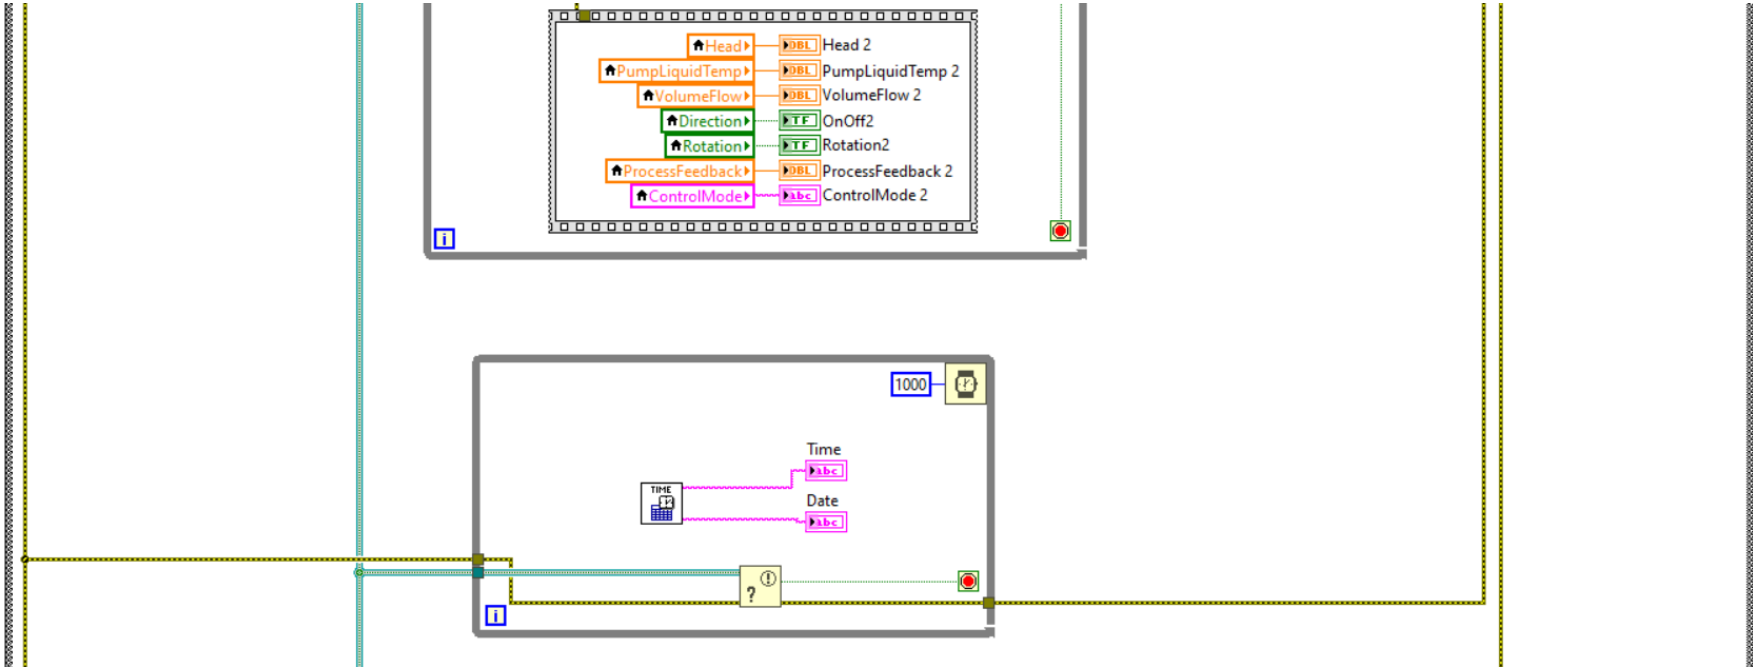 Head DBL Head 2
PumpLiquidTemp DBL PumpLiquidTemp 2
VolumeFlow DBL VolumeFlow 2
Direction TF OnOff2
Rotation TF Rotation2
ProcessFeedback DBL ProcessFeedback 2
ControlMode abc ControlMode 2
i
1000
Time
abc
TIME
Date
abc
?
!
i